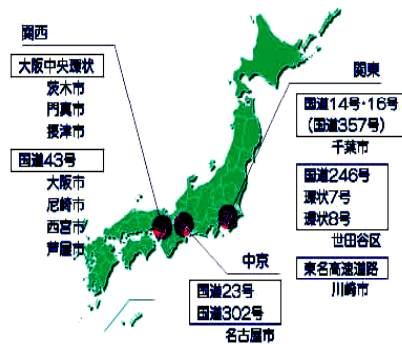 関西
大阪中央環状
茨木市
門真市
摂津市
国道43号
大阪市
尼崎市
西宮市
芦屋市
関東
国道14号・16号
(国道357号)
千葉市
国道246号
環状7号
環状8号
世田谷区
東名高速道路
川崎市
中京
国道23号
国道302号
名古屋市